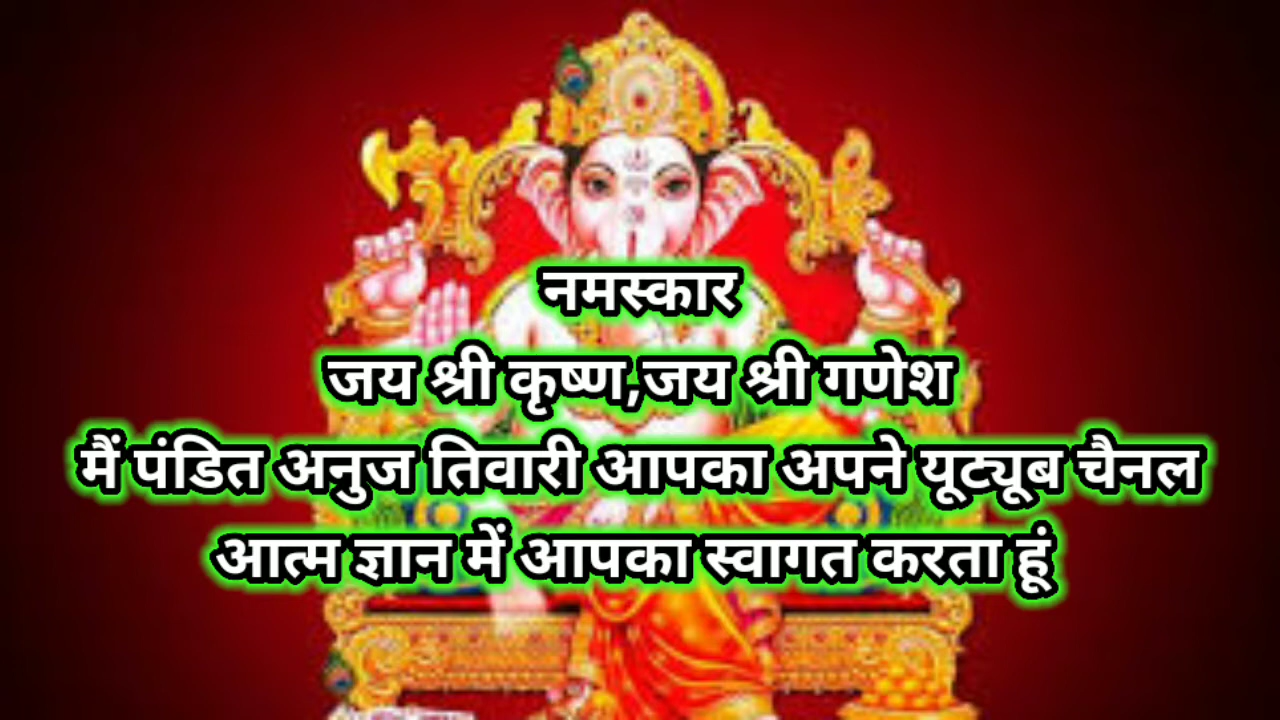 नमस्कार
जय श्री कृष्ण,जय श्री गणेश
मैं पंडित अनुज तिवारी आपका अपने यूट्यूब चैनल
आत्म ज्ञान में आपका स्वागत करता हूं